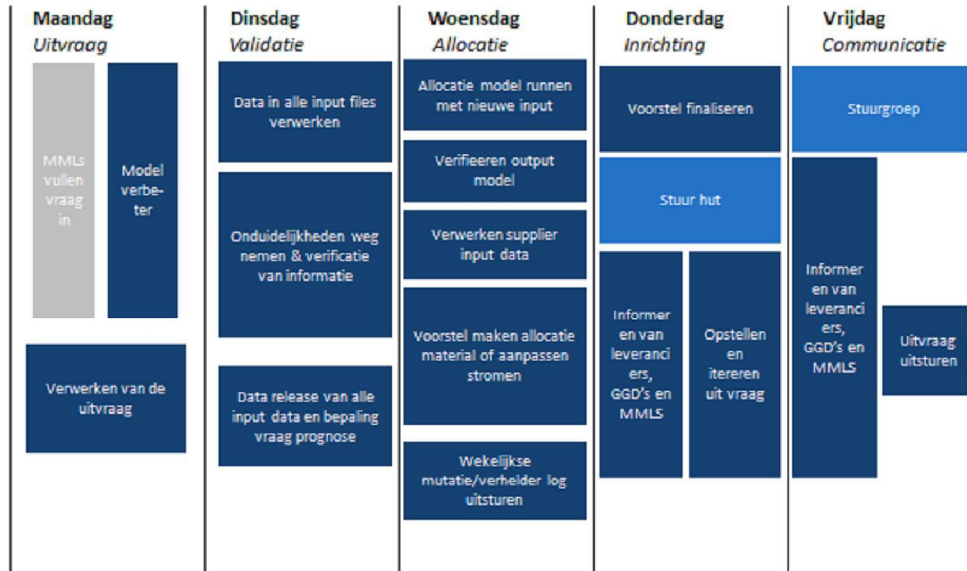 Maandag
Uitvraag
MMLs
vullen
vraag
in
Model
verbe-
ter
Verwerken van de
uitvraag
Dinsdag
Validatie
Data in alle input files
verwerken
Onduidelijkheden weg
nemen & verificatie
van informatie
Data release van alle
input data en bepaling
vraag prognose
Woensdag
Allocatie
Allocatie model runnen
met nieuwe input
Verifieeren output
model
Verwerken supplier
input data
Voorstel maken allocatie
material of aanpassen
stromen
Wekelijkse
mutatie/verhelder log
uitsturen
Donderdag
Inrichting
Voorstel finaliseren
Stuur hut
Informer
en van
leveranci
ers,
GGD's en
MMLS
Opstellen
en
itereren
uit vraag
Vrijdag
Communicatie
Stuurgroep
Informer
en van
leveranci
ers,
GGD's en
MMLS
Uitvraag
uitsturen